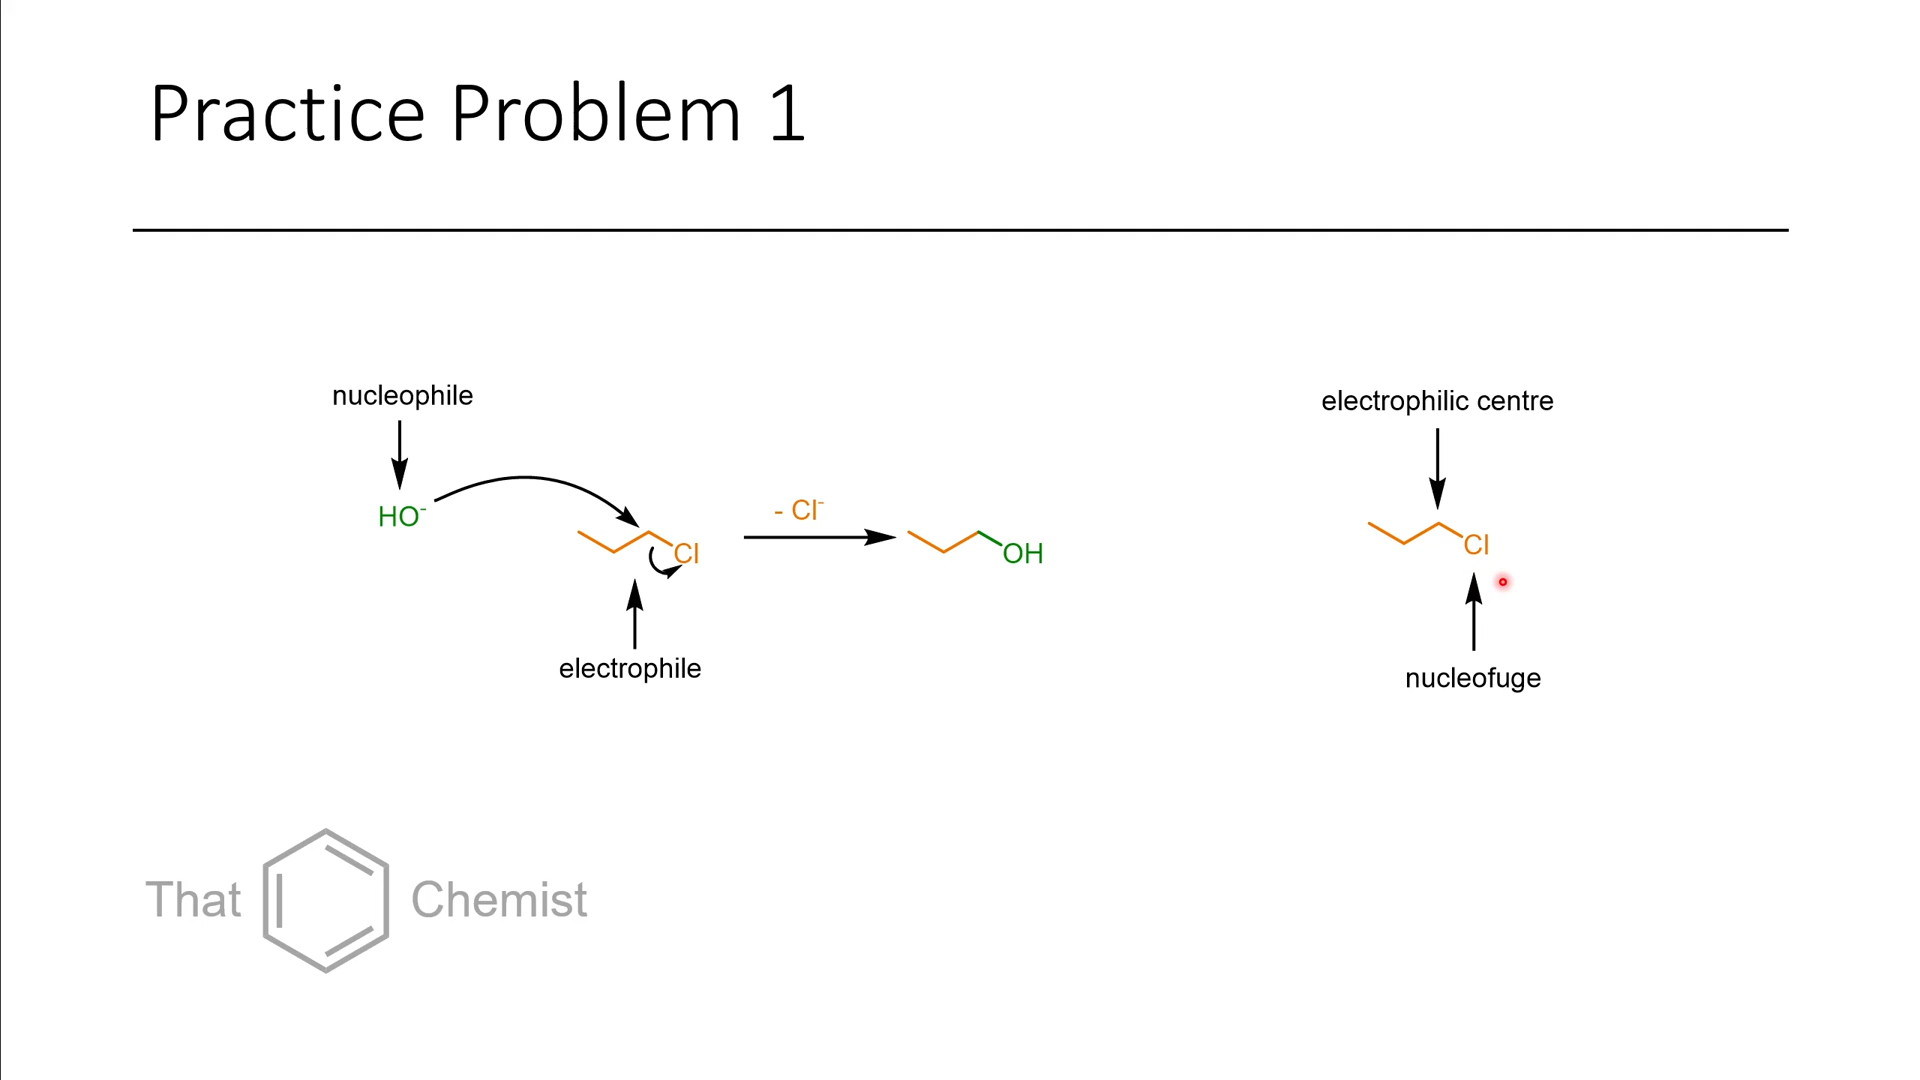 Practice Problem 1
nucleophile
HO⁻
Cl
electrophile
- Cl⁻
OH
electrophilic centre
Cl
nucleofuge
That Chemist